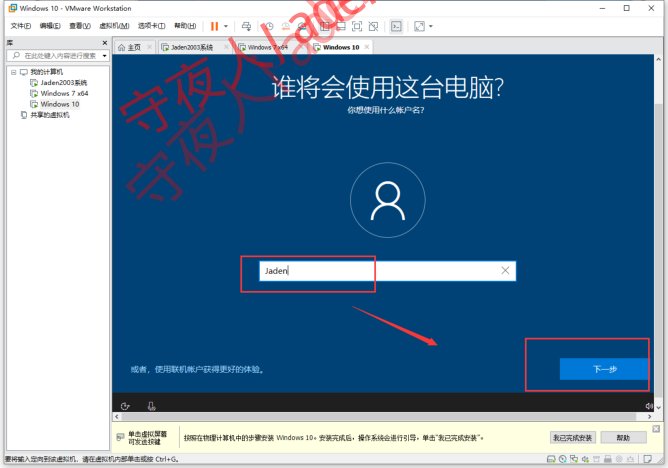 Windows 10 - VMware Workstation
文件(F) 编辑(E) 查看(V) 虚拟机(M) 选项卡(T) 帮助(H)
库
在此处键入内容进行搜索
主页 Jaden2003系统 Windows 7 x64 Windows 10
我的计算机
Jaden2003系统
Windows 7 x64
Windows 10
共享的虚拟机
守夜人Jaden
守夜人
谁将会使用这台电脑?
你想使用什么帐户名?
Jaden
或者，使用联机帐户获得更好的体验。
下一步
单击虚拟屏幕
可发送按键
按照在物理计算机中的步骤安装 Windows 10。安装完成后，操作系统会进行引导，单击“我已完成安装”。
我已完成安装
帮助
要将输入定向到该虚拟机，请在虚拟机内部单击或按 Ctrl+G。